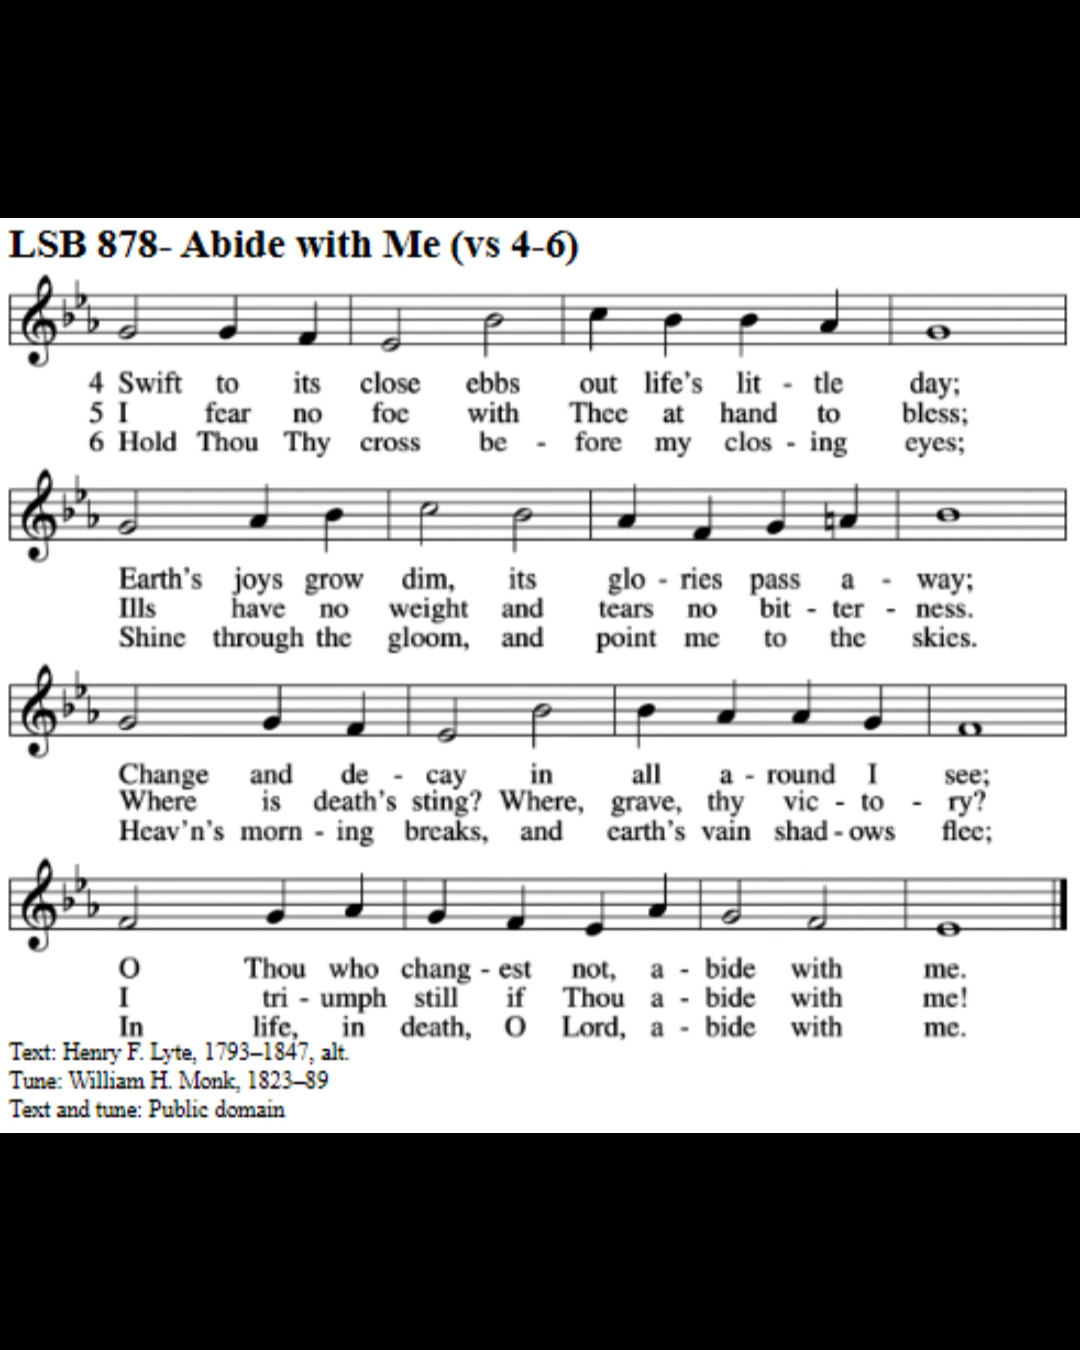 LSB 878- Abide with Me (vs 4-6)
4 Swift to its close ebbs out life's lit - tle day;
5 I fear no foe with Thee at hand to bless;
6 Hold Thou Thy cross be - fore my clos - ing eyes;
Earth's joys grow dim, its glo - ries pass a - way;
Ills have no weight and tears no bit - ter - ness.
Shine through the gloom, and point me to the skies.
Change and de - cay in all a - round I see;
Where is death's sting? Where, grave, thy vic - to - ry?
Heav'n's morn - ing breaks, and earth's vain shad - ows flee;
O Thou who chang - est not, a - bide with me.
I tri - umph still if Thou a - bide with me!
In life, in death, O Lord, a - bide with me.
Text: Henry F. Lyte, 1793–1847, alt.
Tune: William H. Monk, 1823–89
Text and tune: Public domain